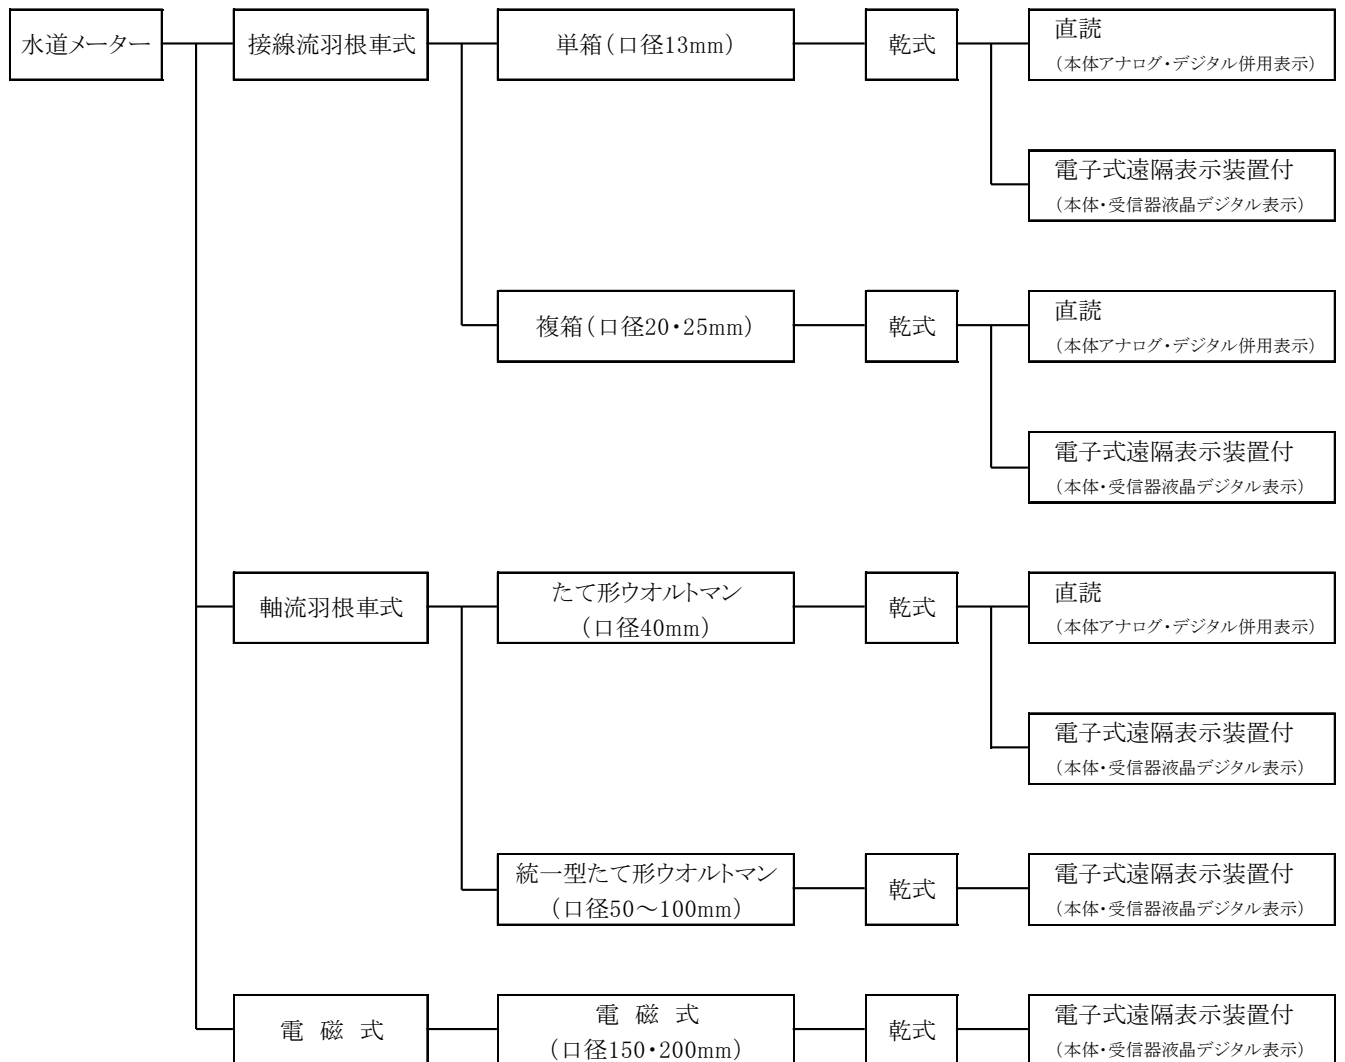 水道メーター
接線流羽根車式
単箱(口径13mm)
乾式
直読
(本体アナログ・デジタル併用表示)
電子式遠隔表示装置付
(本体・受信器液晶デジタル表示)
複箱(口径20・25mm)
乾式
直読
(本体アナログ・デジタル併用表示)
電子式遠隔表示装置付
(本体・受信器液晶デジタル表示)
軸流羽根車式
たて形ウオルトマン
(口径40mm)
乾式
直読
(本体アナログ・デジタル併用表示)
電子式遠隔表示装置付
(本体・受信器液晶デジタル表示)
統一型たて形ウオルトマン
(口径50～100mm)
乾式
電子式遠隔表示装置付
(本体・受信器液晶デジタル表示)
電 磁 式
電 磁 式
(口径150・200mm)
乾式
電子式遠隔表示装置付
(本体・受信器液晶デジタル表示)